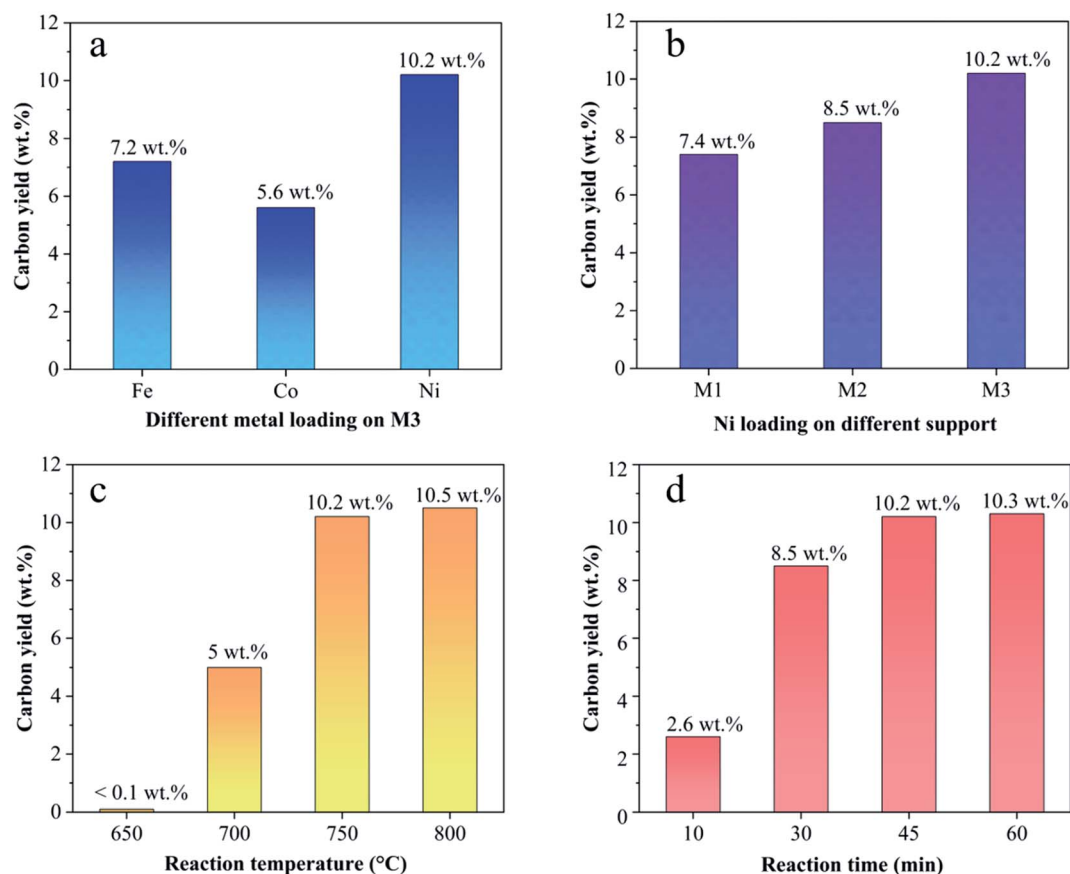 a
Carbon yield (wt.%)
12
10
8
6
4
2
0
7.2 wt.%
5.6 wt.%
10.2 wt.%
Fe
Co
Ni
Different metal loading on M3
b
Carbon yield (wt.%)
12
10
8
6
4
2
0
7.4 wt.%
8.5 wt.%
10.2 wt.%
M1
M2
M3
Ni loading on different support
c
Carbon yield (wt.%)
12
10
8
6
4
2
0
< 0.1 wt.%
5 wt.%
10.2 wt.%
10.5 wt.%
650
700
750
800
Reaction temperature (°C)
d
Carbon yield (wt.%)
12
10
8
6
4
2
0
2.6 wt.%
8.5 wt.%
10.2 wt.%
10.3 wt.%
10
30
45
60
Reaction time (min)